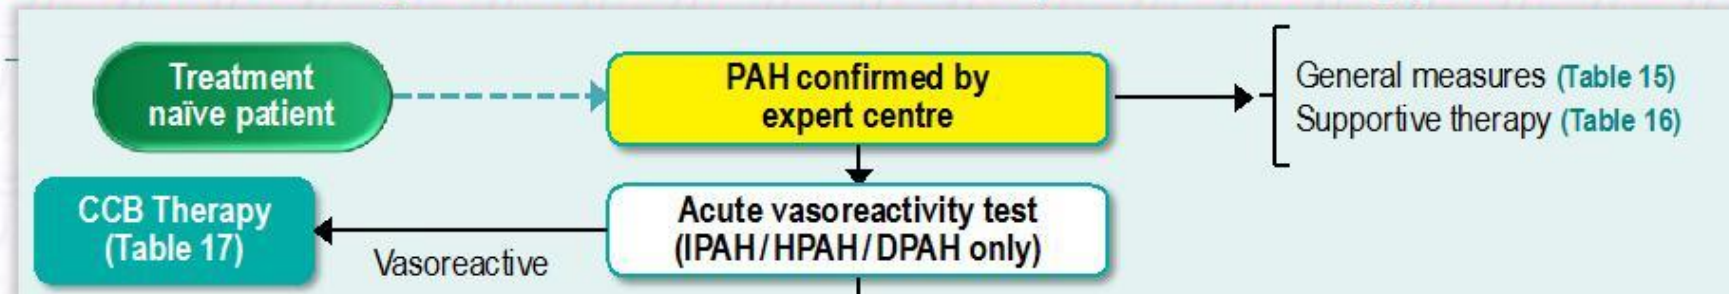 Treatment
naïve patient
PAH confirmed by
expert centre
General measures (Table 15)
Supportive therapy (Table 16)
CCB Therapy
(Table 17)
Vasoreactive
Acute vasoreactivity test
(IPAH/HPAH/DPAH only)